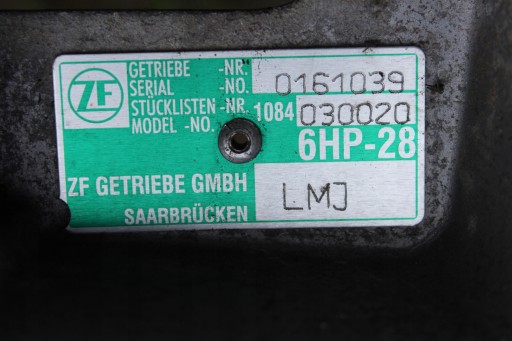 ZF
GETRIEBE -NR.
SERIAL -NO. 0161039
STÜCKLISTEN -NR. 1084 030020
MODEL -NO.
6HP-28
ZF GETRIEBE GMBH
SAARBRÜCKEN
LMJ